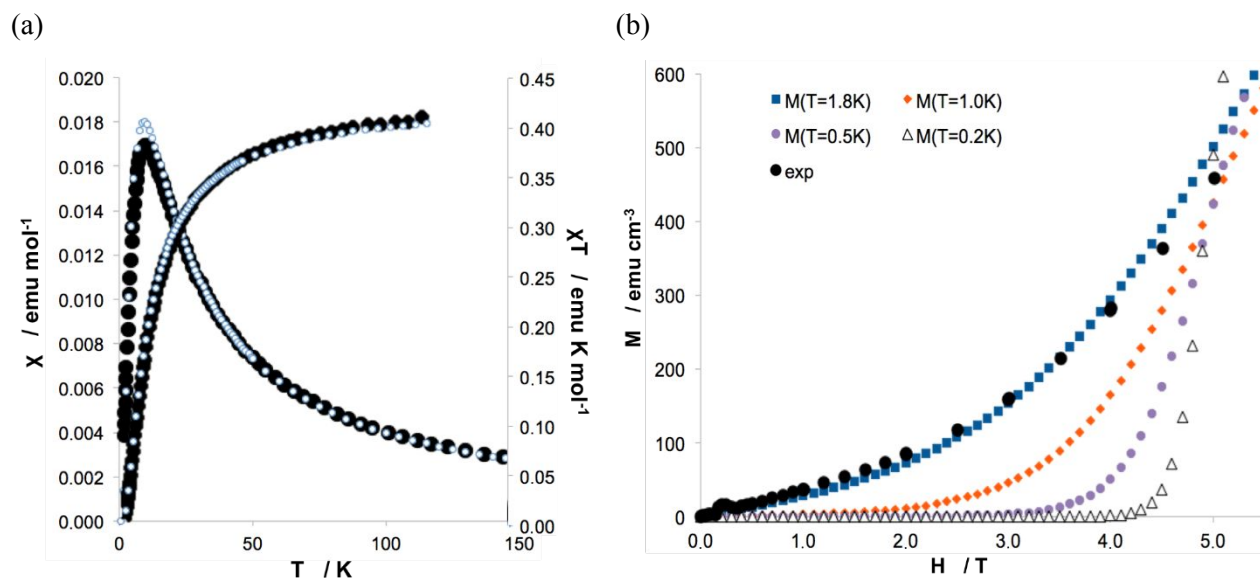 (a)
(b)
0.020
0.018
0.016
0.014
0.012
0.010
0.008
0.006
0.004
0.002
0.000
χ / emu mol-1
0.45
0.40
0.35
0.30
0.25
0.20
0.15
0.10
0.05
0.00
χT / emu K mol-1
0 50 100 150
T / K
600
500
400
300
200
100
0
M / emu cm-3
M(T=1.8K) M(T=1.0K)
M(T=0.5K) M(T=0.2K)
exp
0.0 1.0 2.0 3.0 4.0 5.0
H / T